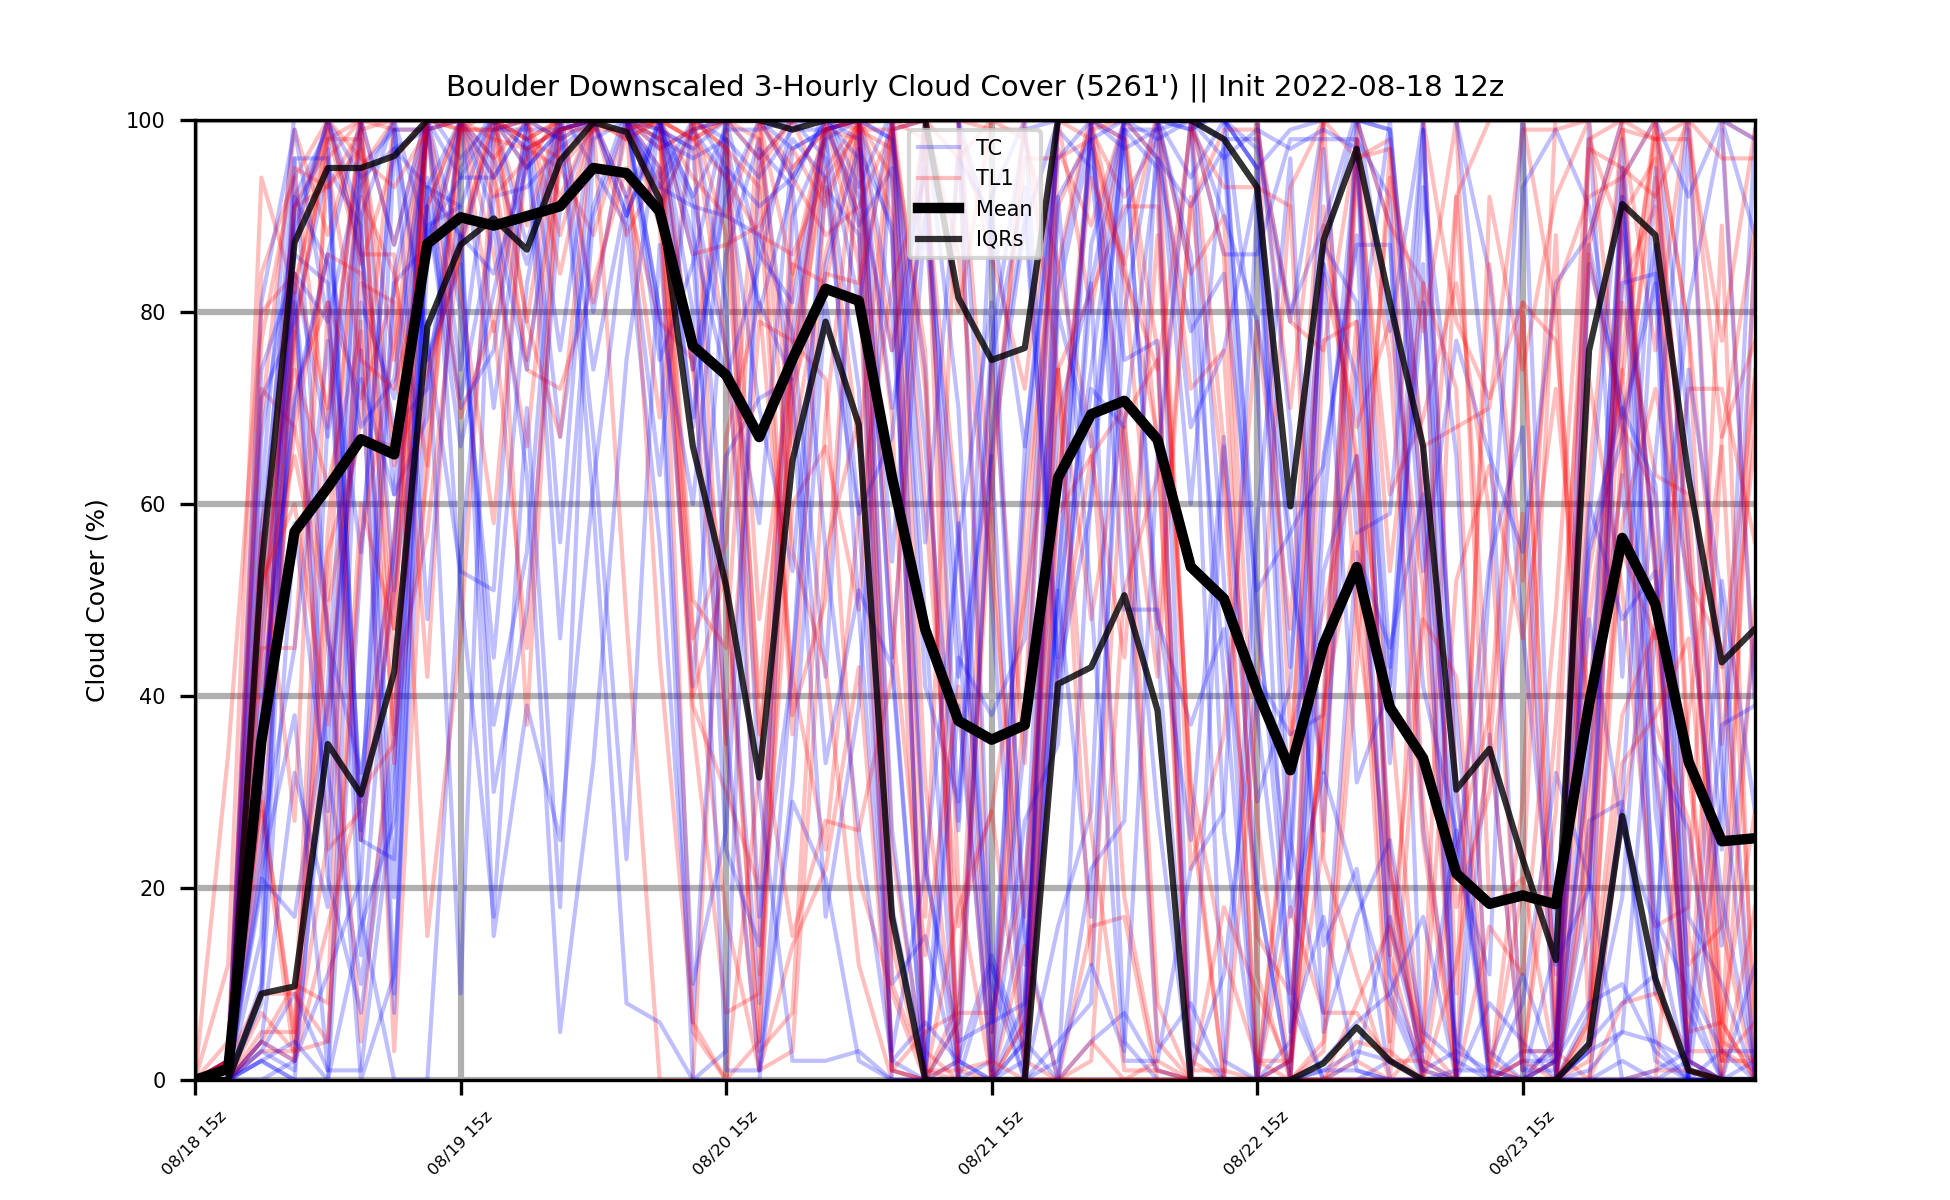 Boulder Downscaled 3-Hourly Cloud Cover (5261') || Init 2022-08-18 12z
Cloud Cover (%)
100
80
60
40
20
0
TC
TL1
Mean
IQRs
08/18 15z
08/19 15z
08/20 15z
08/21 15z
08/22 15z
08/23 15z